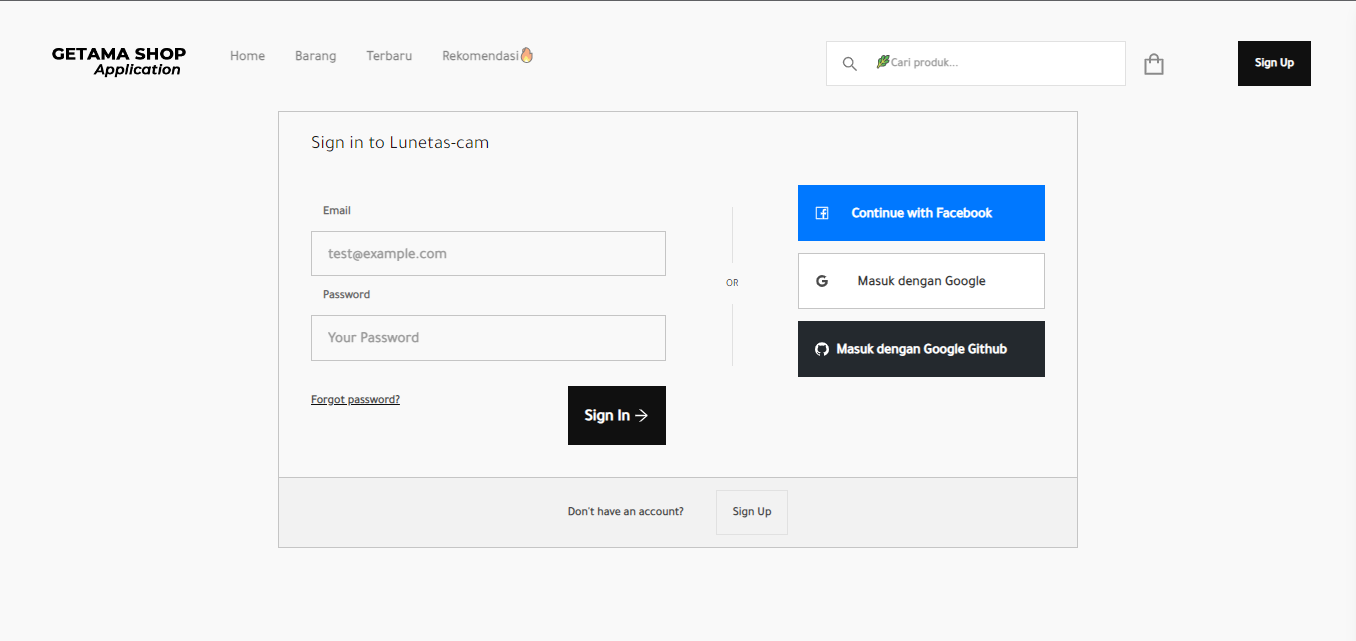 GETAMA SHOP
Application
Home
Barang
Terbaru
Rekomendasi
Cari produk...
Sign Up
Sign in to Lunetas-cam
Email
test@example.com
Password
Your Password
Forgot password?
Sign In
OR
Continue with Facebook
Masuk dengan Google
Masuk dengan Google Github
Don't have an account?
Sign Up